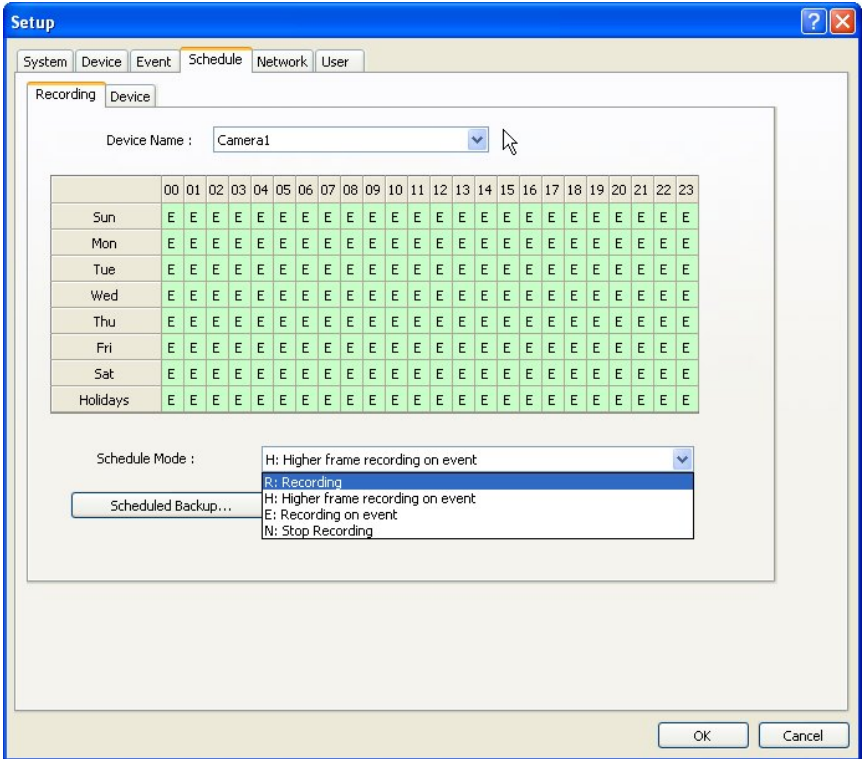 Setup
System Device Event Schedule Network User
Recording Device
Device Name : Camera1
00 01 02 03 04 05 06 07 08 09 10 11 12 13 14 15 16 17 18 19 20 21 22 23
Sun E E E E E E E E E E E E E E E E E E E E E E E E
Mon E E E E E E E E E E E E E E E E E E E E E E E E
Tue E E E E E E E E E E E E E E E E E E E E E E E E
Wed E E E E E E E E E E E E E E E E E E E E E E E E
Thu E E E E E E E E E E E E E E E E E E E E E E E E
Fri E E E E E E E E E E E E E E E E E E E E E E E E
Sat E E E E E E E E E E E E E E E E E E E E E E E E
Holidays E E E E E E E E E E E E E E E E E E E E E E E E
Schedule Mode : H: Higher frame recording on event
R: Recording
H: Higher frame recording on event
Scheduled Backup... E: Recording on event
N: Stop Recording
OK Cancel